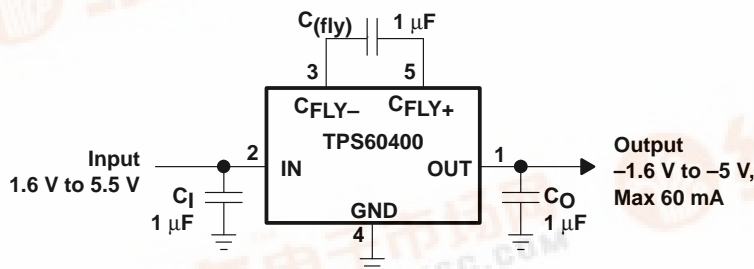 C(fly) 1 μF
3 5
CFLY– CFLY+
TPS60400
Input
1.6 V to 5.5 V
2 IN
OUT 1
Output
–1.6 V to –5 V,
Max 60 mA
CI
1 μF
CO
1 μF
GND
4